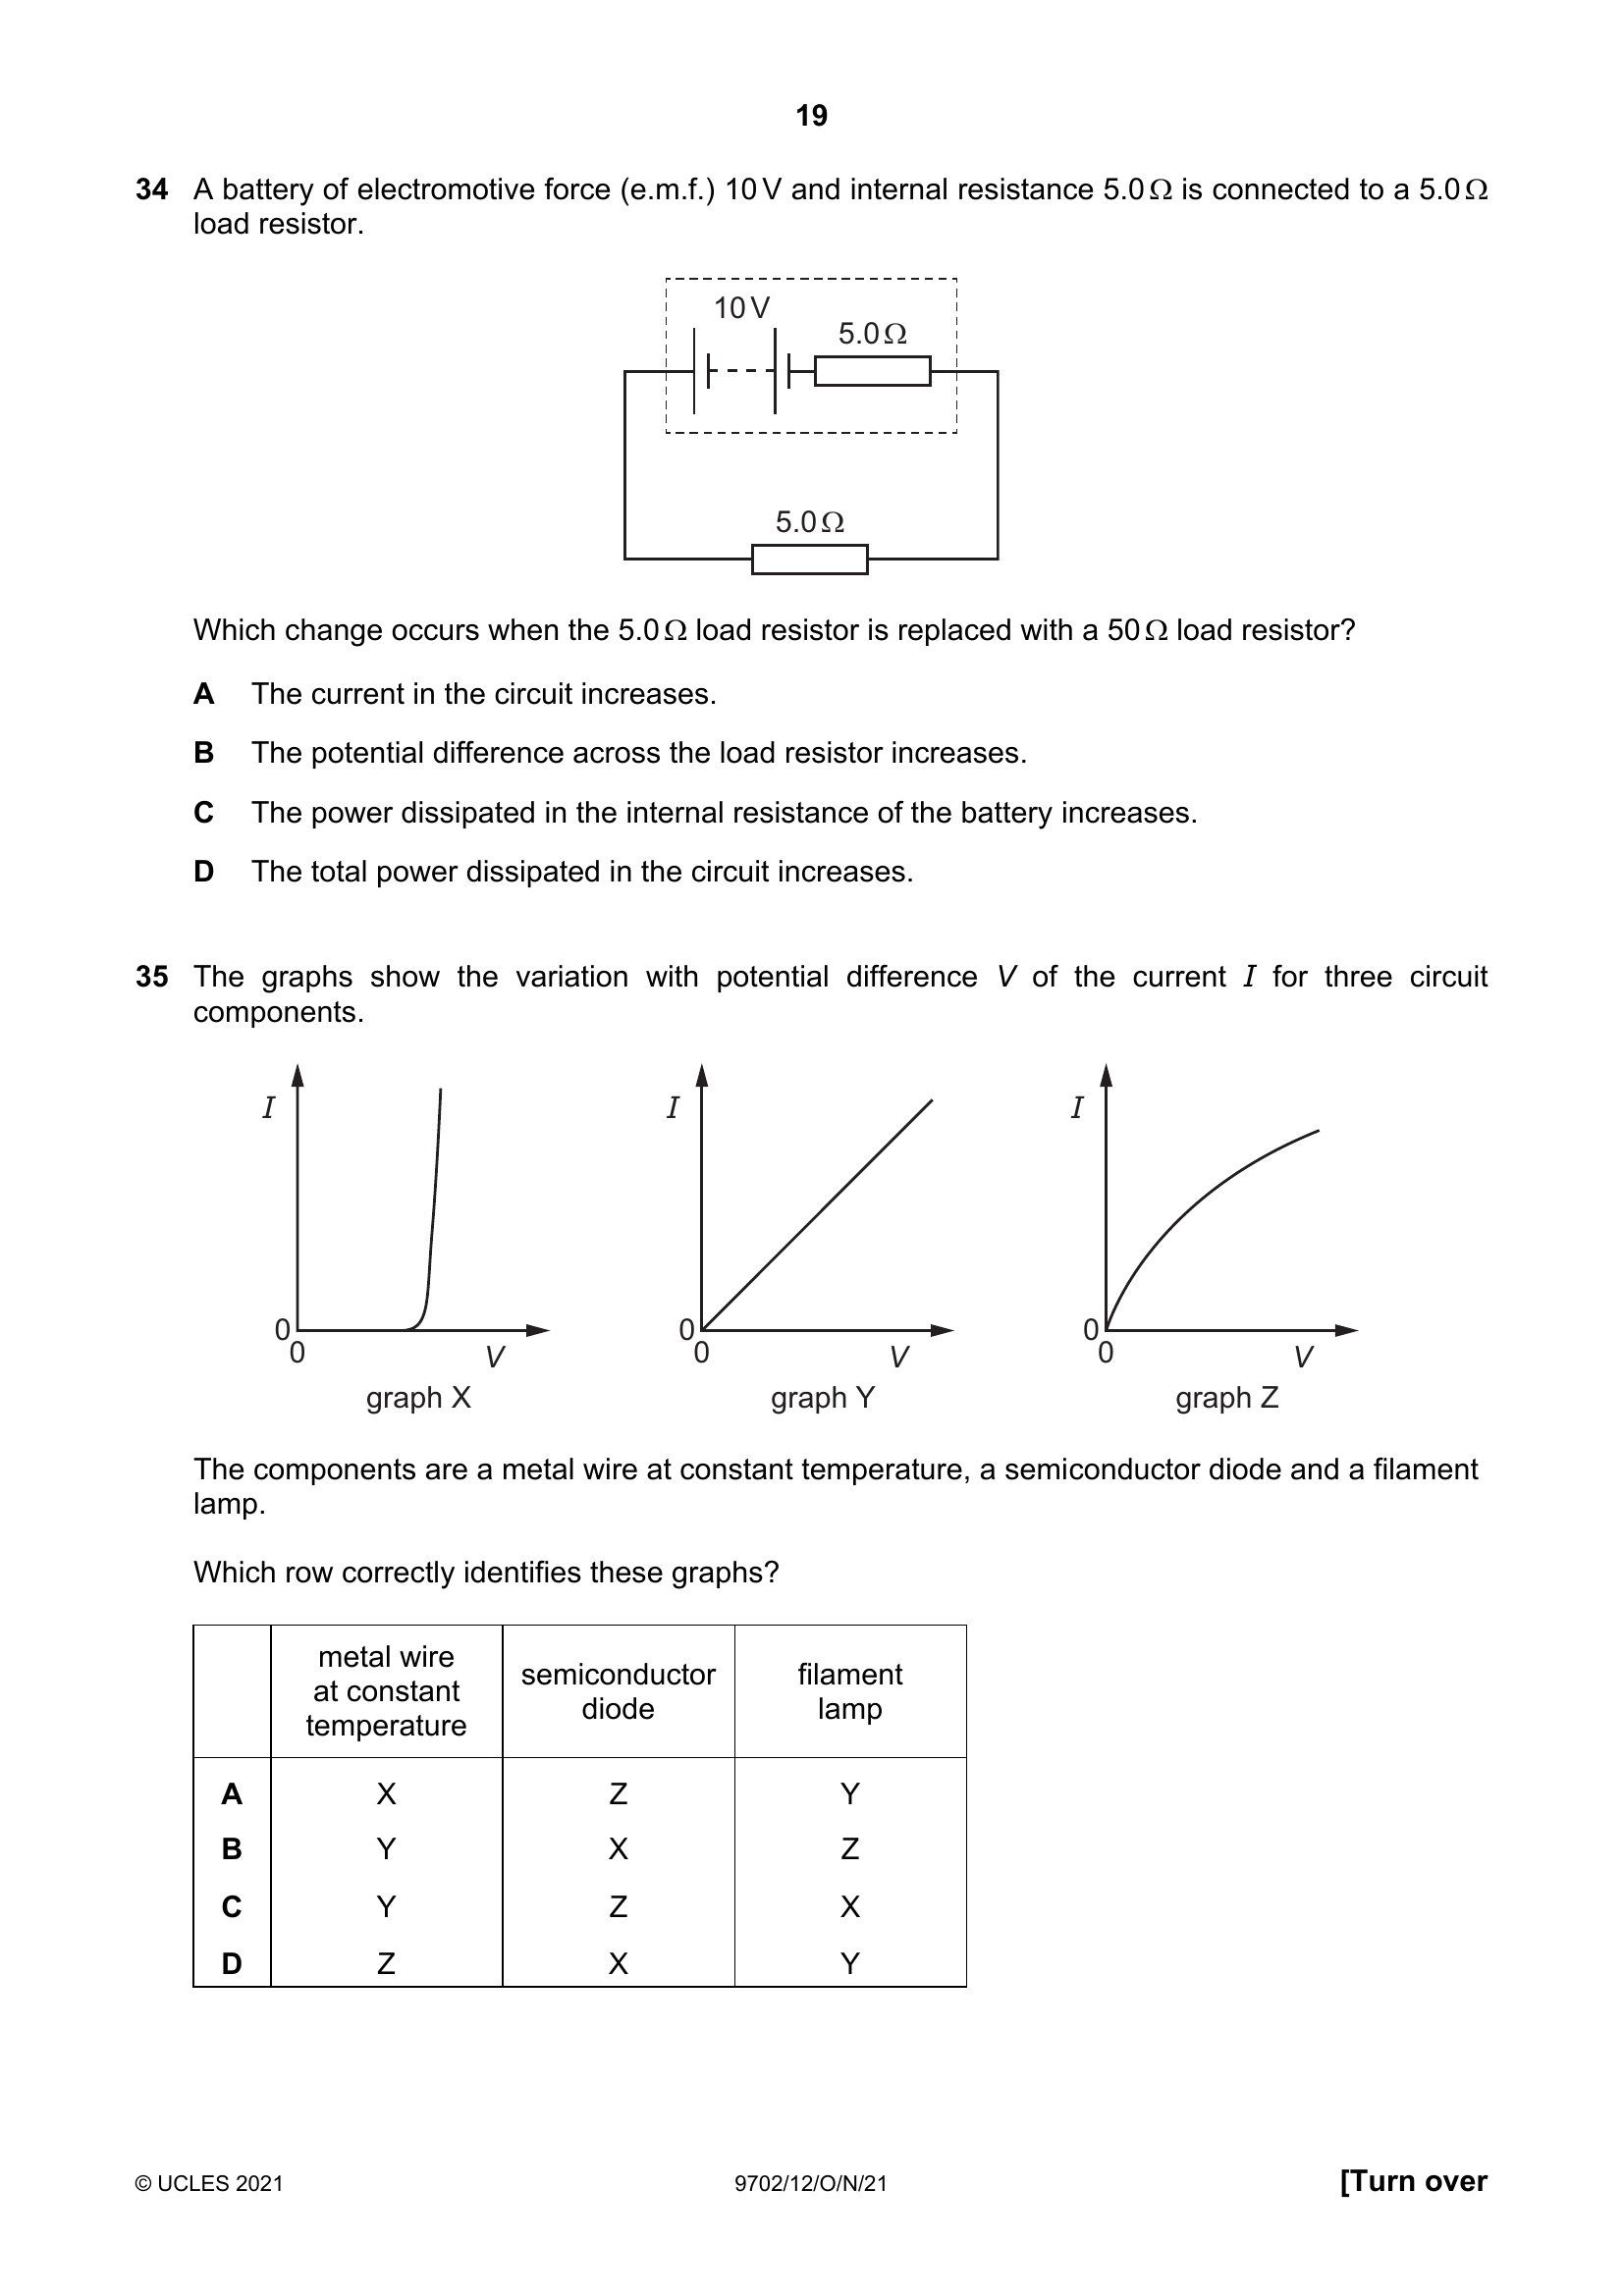 19
34 A battery of electromotive force (e.m.f.) 10 V and internal resistance 5.0 Ω is connected to a 5.0 Ω
load resistor.
10 V
5.0 Ω
5.0 Ω
Which change occurs when the 5.0 Ω load resistor is replaced with a 50 Ω load resistor?
A The current in the circuit increases.
B The potential difference across the load resistor increases.
C The power dissipated in the internal resistance of the battery increases.
D The total power dissipated in the circuit increases.
35 The graphs show the variation with potential difference V of the current I for three circuit
components.
I I I
0 0 0
0 V 0 V 0 V
graph X graph Y graph Z
The components are a metal wire at constant temperature, a semiconductor diode and a filament
lamp.
Which row correctly identifies these graphs?
metal wire
at constant
temperature
semiconductor
diode
filament
lamp
A X Z Y
B Y X Z
C Y Z X
D Z X Y
© UCLES 2021 9702/12/O/N/21 [Turn over